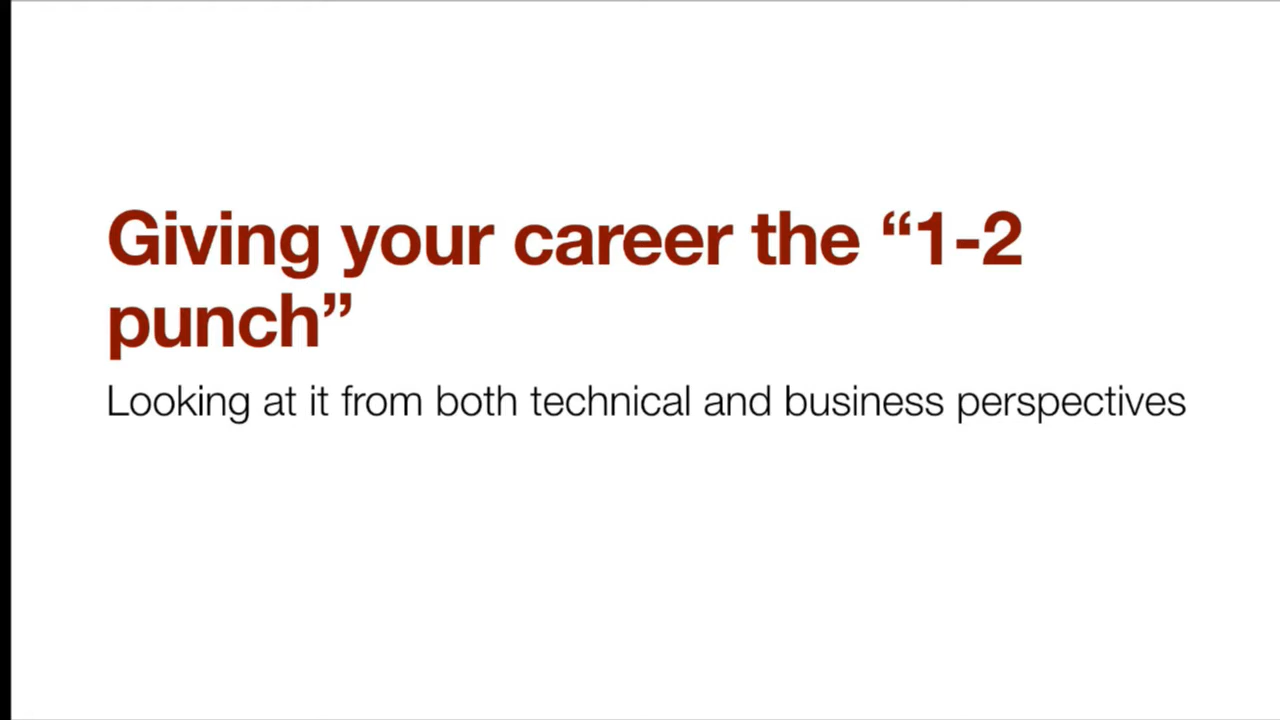 Giving your career the “1-2
punch”
Looking at it from both technical and business perspectives